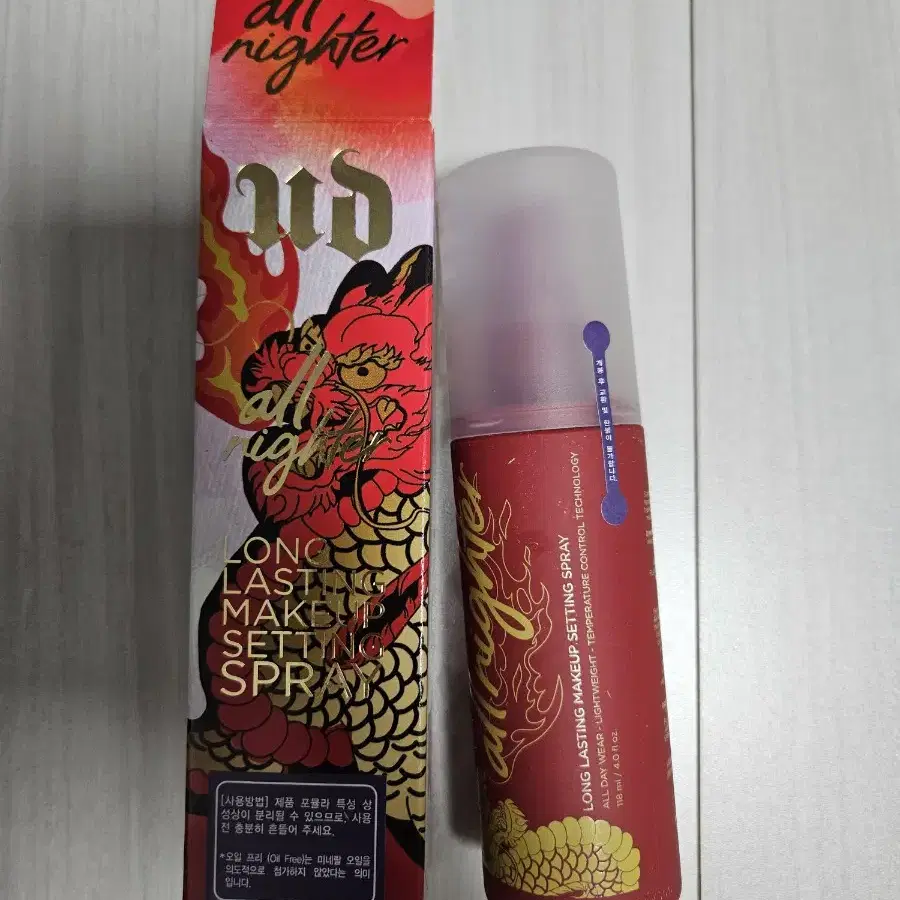 all
nighter
ud
all
nighter
LONG
LASTING
MAKEUP
SETTING
SPRAY
[사용방법] 제품 포뮬라 특성 상
성상이 분리될 수 있으므로, 사용
전 충분히 흔들어 주세요.
*오일 프리 (Oil Free)는 미네랄 오일을
의도적으로 첨가하지 않았다는 의미
입니다.
all nighter
LONG LASTING MAKEUP SETTING SPRAY
ALL DAY WEAR - LIGHTWEIGHT - TEMPERATURE CONTROL TECHNOLOGY
118 ml / 4.0 fl oz.